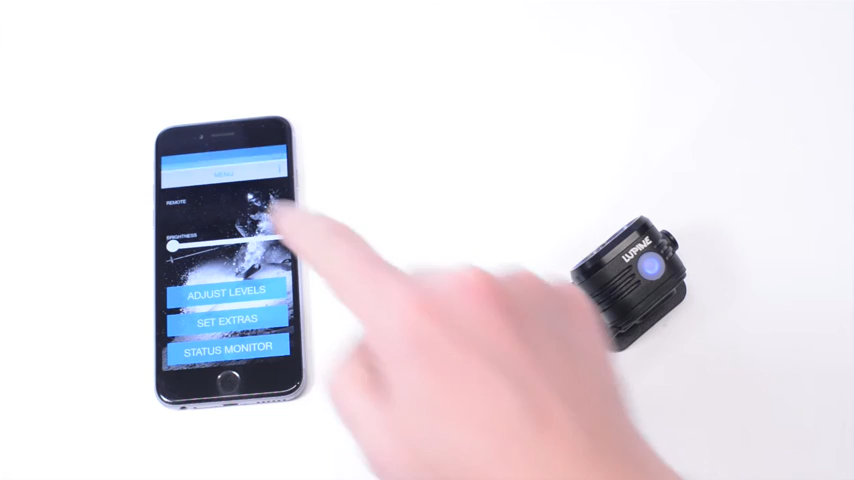 MENU
REMOTE
BRIGHTNESS
ADJUST LEVELS
SET EXTRAS
STATUS MONITOR
LUPINE